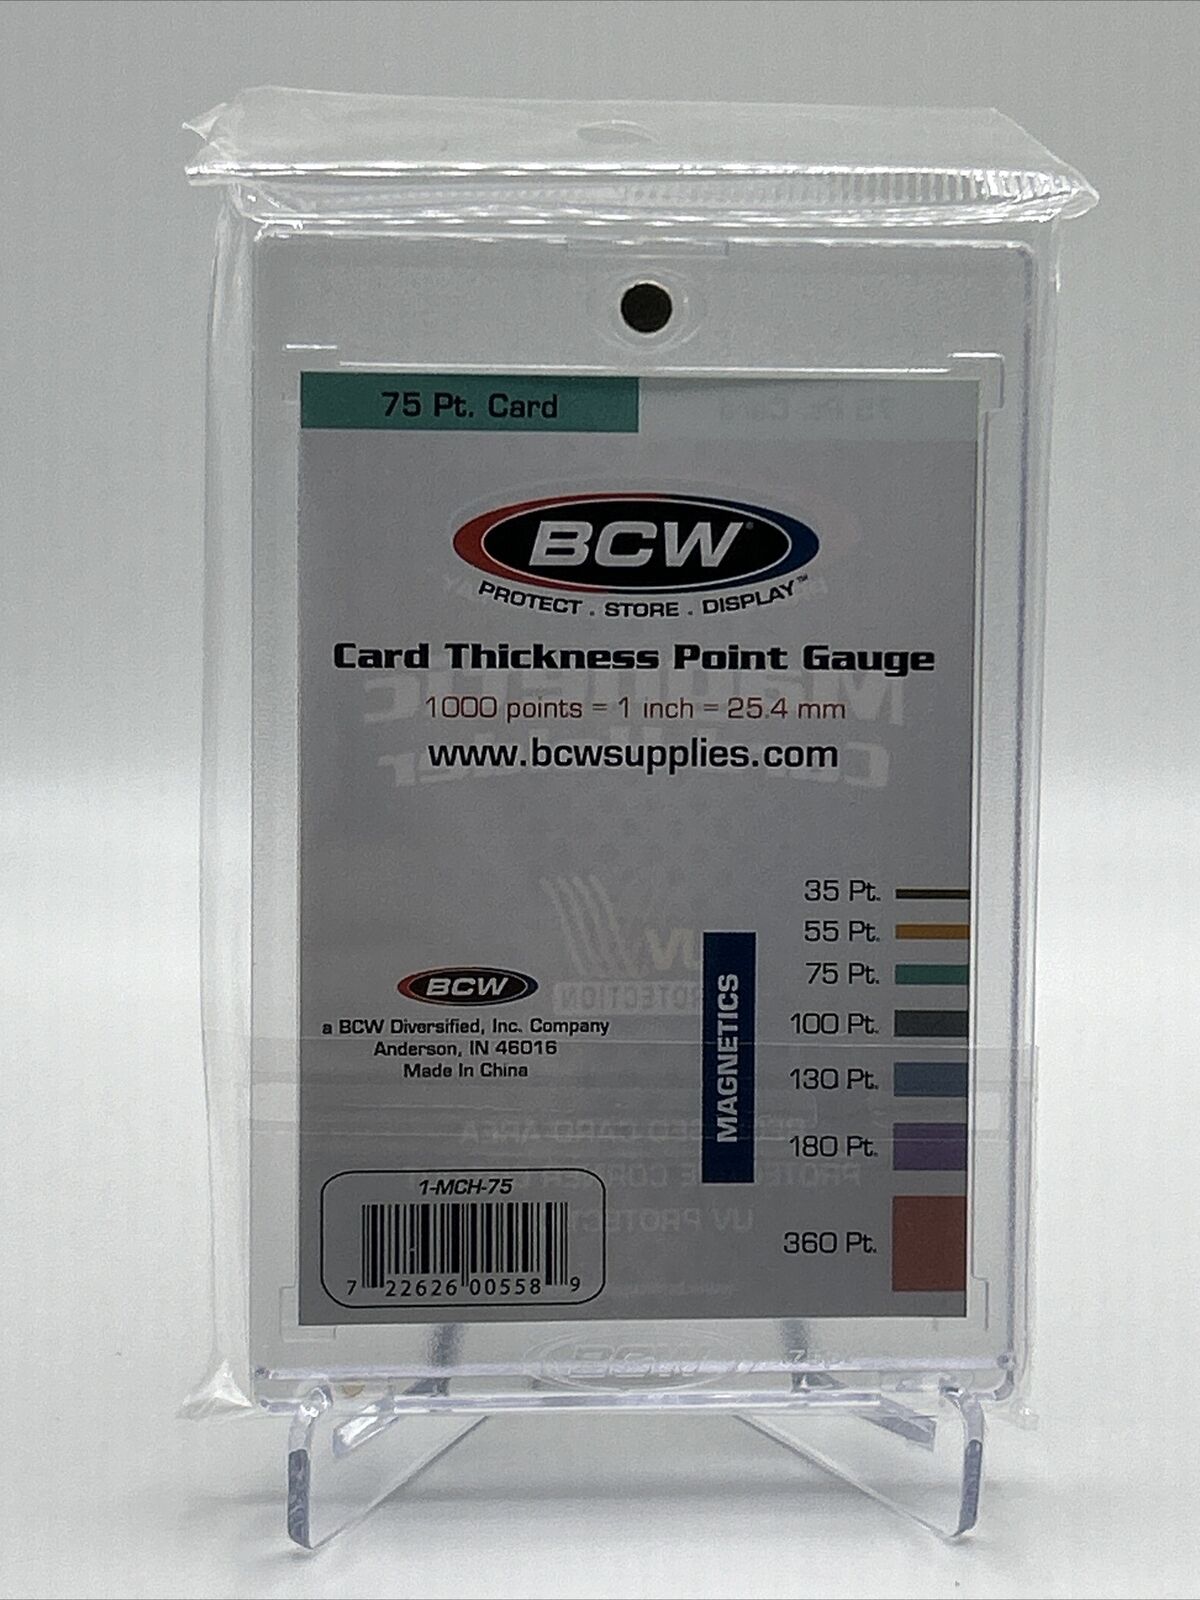 75 Pt. Card
BCW®
PROTECT . STORE . DISPLAY™
Card Thickness Point Gauge
1000 points = 1 inch = 25.4 mm
www.bcwsupplies.com
35 Pt.
55 Pt.
75 Pt.
100 Pt.
130 Pt.
180 Pt.
360 Pt.
MAGNETICS
BCW
a BCW Diversified, Inc. Company
Anderson, IN 46016
Made In China
1-MCH-75
7 22626 00558 9
BCW